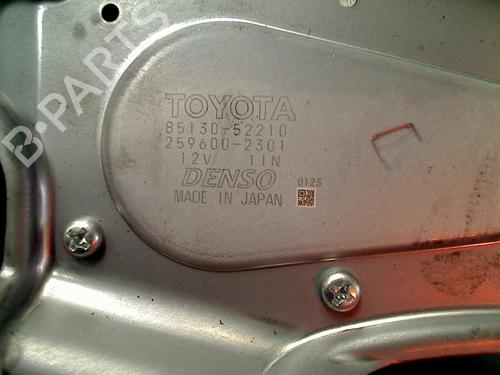 B-PARTS
TOYOTA
85130-52210
259600-2301
12V 11N
DENSO
0123
MADE IN JAPAN